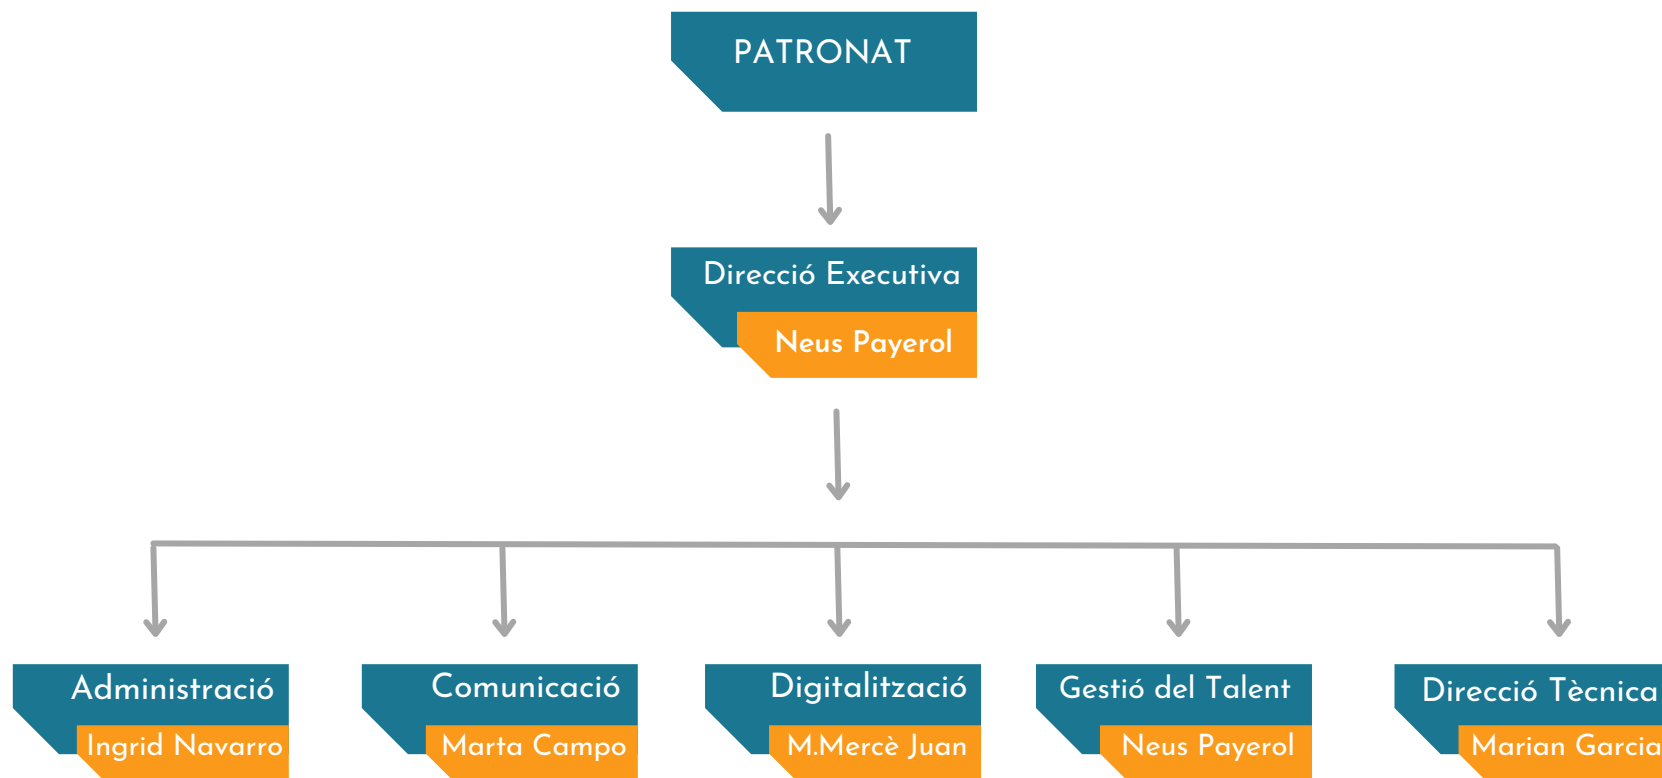 PATRONAT
Direcció Executiva
Neus Payerol
Administració
Ingrid Navarro
Comunicació
Marta Campo
Digitalització
M.Mercè Juan
Gestió del Talent
Neus Payerol
Direcció Tècnica
Marian Garcia